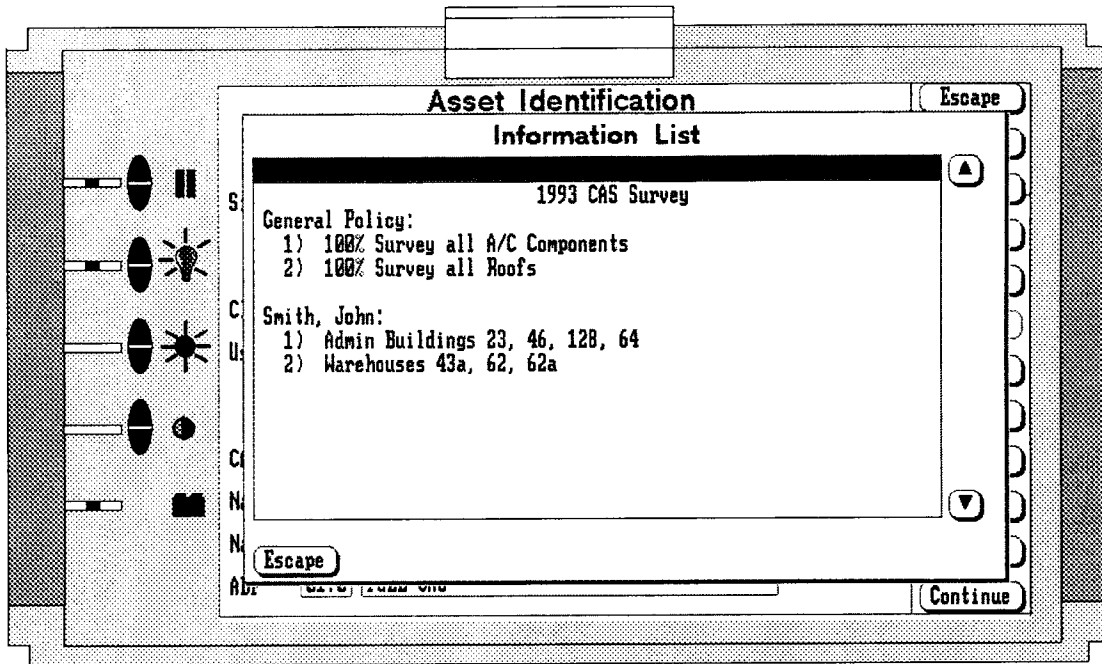 Asset Identification
Escape
Information List
1993 CAS Survey
General Policy:
1) 100% Survey all A/C Components
2) 100% Survey all Roofs
Smith, John:
1) Admin Buildings 23, 46, 128, 64
2) Warehouses 43a, 62, 62a
Escape
Continue